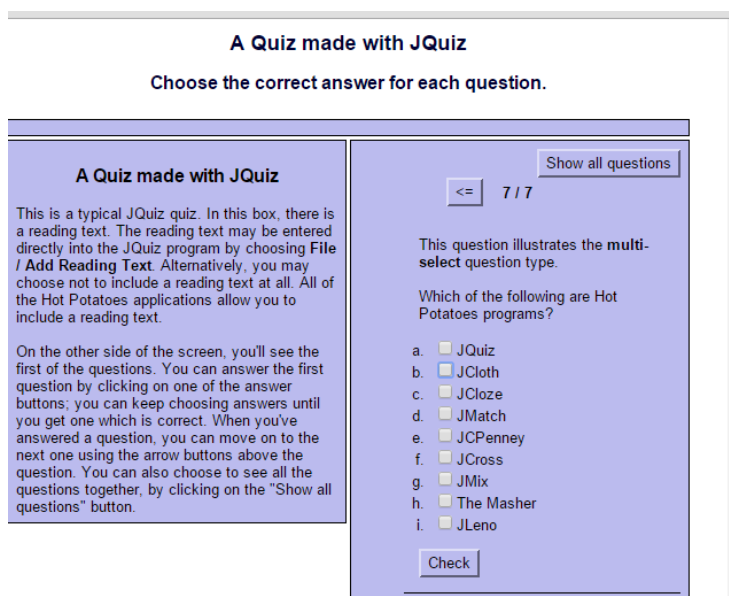 A Quiz made with JQuiz
Choose the correct answer for each question.
A Quiz made with JQuiz
This is a typical JQuiz quiz. In this box, there is
a reading text. The reading text may be entered
directly into the JQuiz program by choosing File
/ Add Reading Text. Alternatively, you may
choose not to include a reading text at all. All of
the Hot Potatoes applications allow you to
include a reading text.
On the other side of the screen, you'll see the
first of the questions. You can answer the first
question by clicking on one of the answer
buttons; you can keep choosing answers until
you get one which is correct. When you've
answered a question, you can move on to the
next one using the arrow buttons above the
question. You can also choose to see all the
questions together, by clicking on the "Show all
questions" button.
Show all questions
<= 7 / 7
This question illustrates the multi-
select question type.
Which of the following are Hot
Potatoes programs?
a. JQuiz
b. JCloth
c. JCloze
d. JMatch
e. JCPenney
f. JCross
g. JMix
h. The Masher
i. JLeno
Check